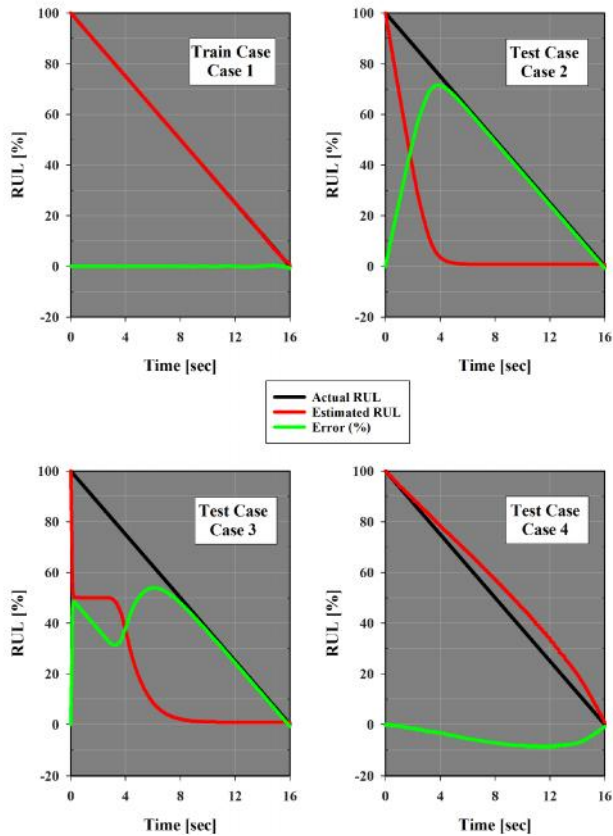 Train Case
Case 1
RUL [%]
100
80
60
40
20
0
-20
0
4
8
12
16
Time [sec]
Test Case
Case 2
RUL [%]
100
80
60
40
20
0
-20
0
4
8
12
16
Time [sec]
Actual RUL
Estimated RUL
Error (%)
Test Case
Case 3
RUL [%]
100
80
60
40
20
0
-20
0
4
8
12
16
Time [sec]
Test Case
Case 4
RUL [%]
100
80
60
40
20
0
-20
0
4
8
12
16
Time [sec]